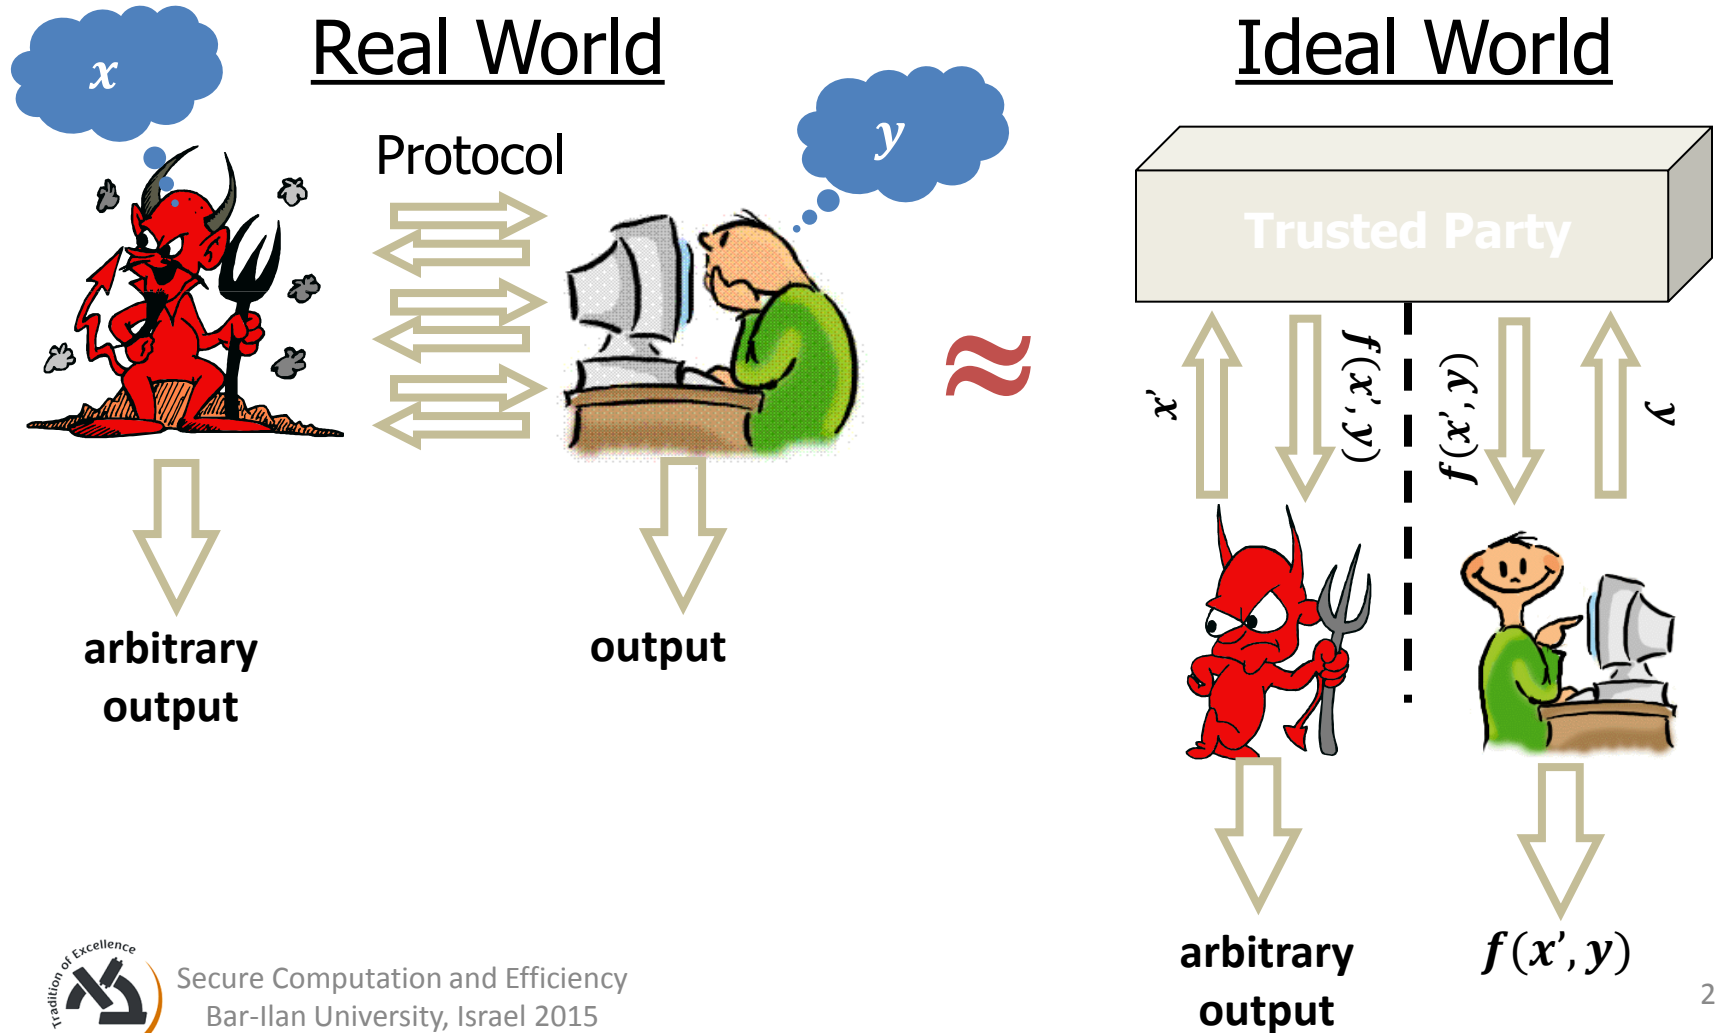 Real World
Ideal World
x
y
Protocol
Trusted Party
≈
x'
f(x', y)
f(x', y)
y
arbitrary
output
output
arbitrary
output
f(x', y)
Tradition of Excellence
Secure Computation and Efficiency
Bar-Ilan University, Israel 2015
2